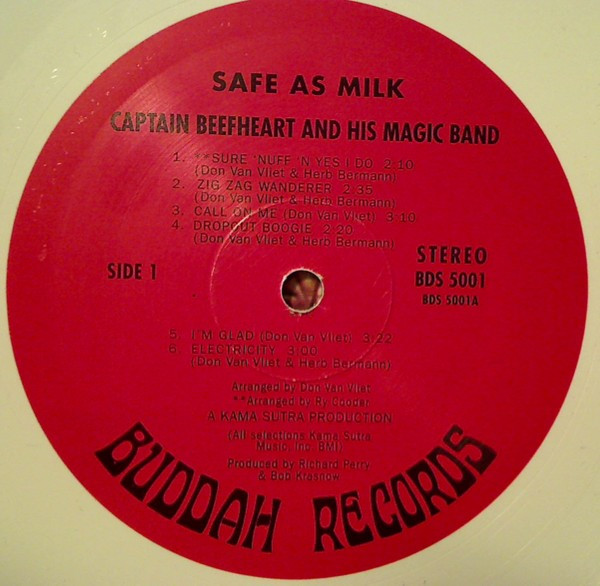 SAFE AS MILK
CAPTAIN BEEFHEART AND HIS MAGIC BAND
1. **SURE 'NUFF 'N YES I DO 2:10
(Don Van Vliet & Herb Bermann)
2. ZIG ZAG WANDERER 2:35
(Don Van Vliet & Herb Bermann)
3. CALL ON ME (Don Van Vliet) 3:10
4. DROPOUT BOOGIE 2:20
(Don Van Vliet & Herb Bermann)
SIDE 1
STEREO
BDS 5001
BDS 5001A
5. I'M GLAD (Don Van Vliet) 3:22
6. ELECTRICITY 3:00
(Don Van Vliet & Herb Bermann)
Arranged by Don Van Vliet
**Arranged by Ry Cooder
A KAMA SUTRA PRODUCTION
(All selections Kama Sutra
Music, Inc. BMI)
Produced by Richard Perry
& Bob Krasnow
BUDDAH RECORDS